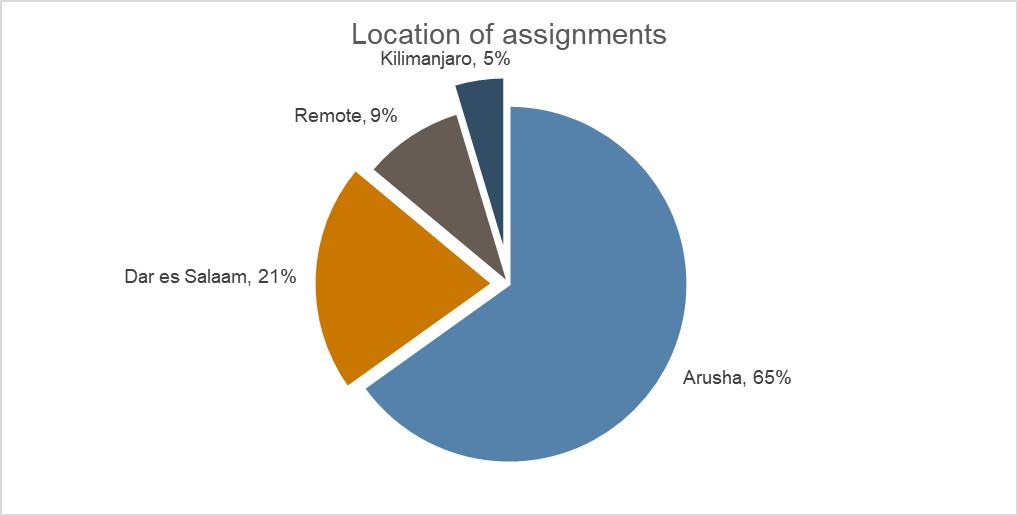 Location of assignments
Kilimanjaro, 5%
Remote, 9%
Dar es Salaam, 21%
Arusha, 65%